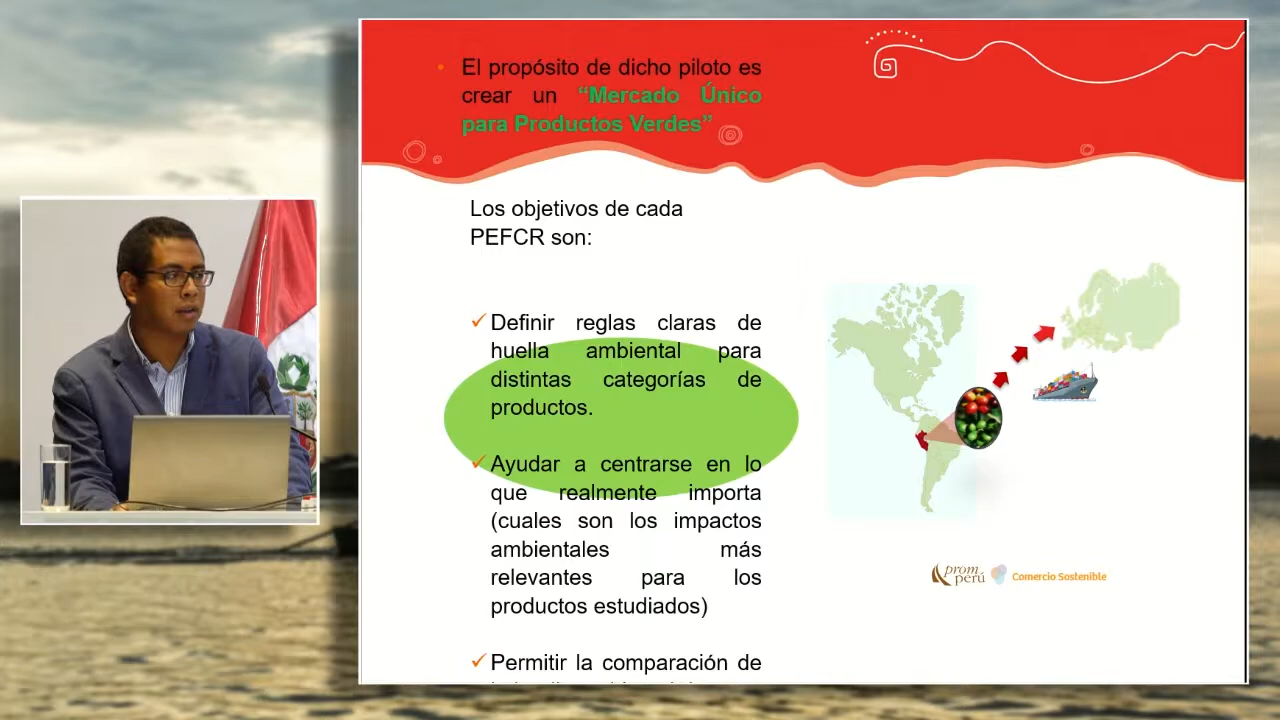 El propósito de dicho piloto es
crear un “Mercado Único
para Productos Verdes”
Los objetivos de cada
PEFCR son:
Definir reglas claras de
huella ambiental para
distintas categorías de
productos.
Ayudar a centrarse en lo
que realmente importa
(cuales son los impactos
ambientales más
relevantes para los
productos estudiados)
Permitir la comparación de
prom
perú
Comercio Sostenible